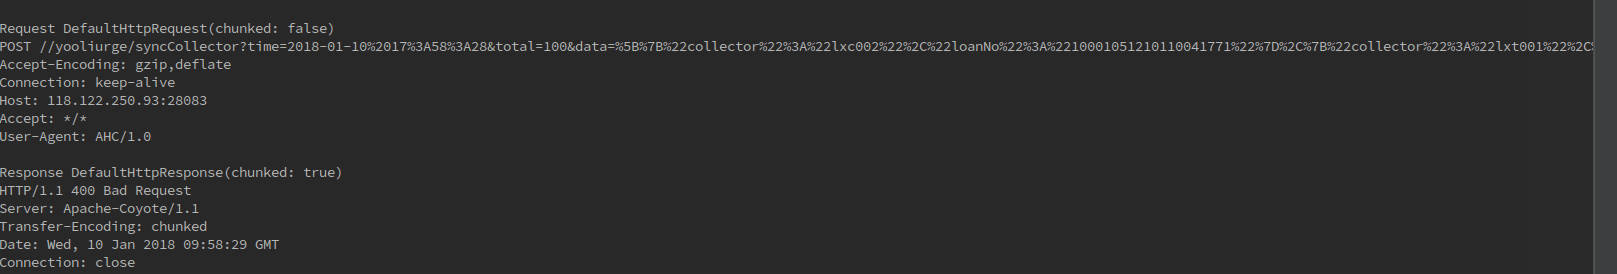 Request DefaultHttpRequest(chunked: false)
POST //yooliurge/syncCollector?time=2018-01-10%2017%3A58%3A28&total=100&data=%5B%7B%22collector%22%3A%22lxc002%22%2C%22loanNo%22%3A%2210001051210110041771%22%7D%2C%7B%22collector%22%3A%22lxt001%22%2C%
Accept-Encoding: gzip,deflate
Connection: keep-alive
Host: 118.122.250.93:28083
Accept: */*
User-Agent: AHC/1.0
Response DefaultHttpResponse(chunked: true)
HTTP/1.1 400 Bad Request
Server: Apache-Coyote/1.1
Transfer-Encoding: chunked
Date: Wed, 10 Jan 2018 09:58:29 GMT
Connection: close